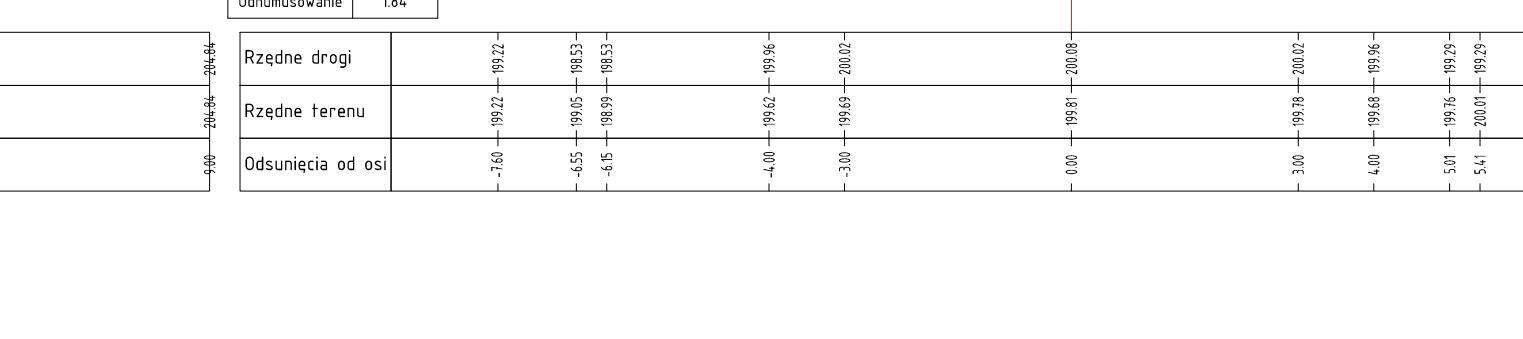 Odhumusowanie 1.84
204.84 Rzędne drogi 199.22 198.53 198.53 199.96 200.02 200.08 200.02 199.96 199.29 199.29
204.84 Rzędne terenu 199.22 199.05 198.99 199.62 199.69 199.81 199.78 199.68 199.76 200.01
9.00 Odsunięcia od osi -7.60 -6.55 -6.15 -4.00 -3.00 0.00 3.00 4.00 5.01 5.41